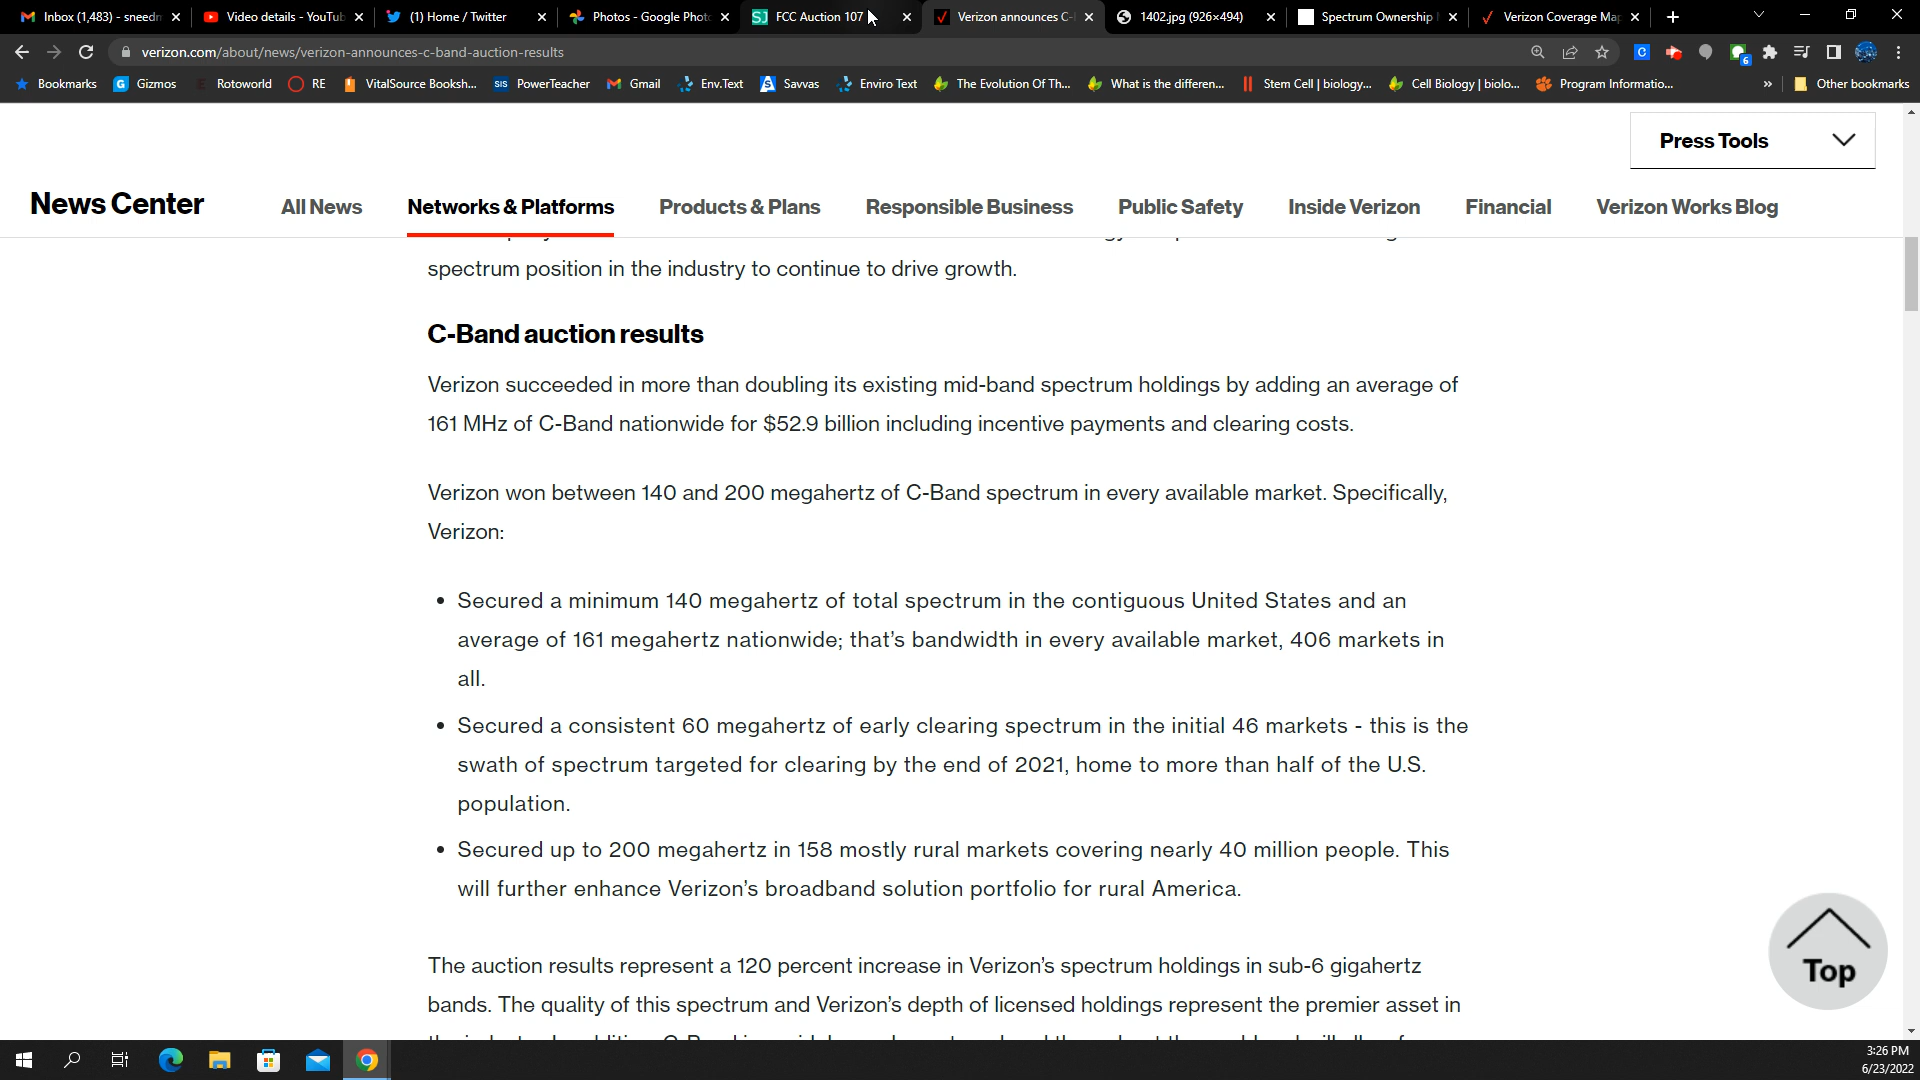 Inbox (1,483) - sneedm
Video details - YouTub
(1) Home / Twitter
Photos - Google Phot
SJ FCC Auction 107
Verizon announces C-
1402.jpg (926×494)
Spectrum Ownership
Verizon Coverage Map
verizon.com/about/news/verizon-announces-c-band-auction-results
Bookmarks
Gizmos
Rotoworld
RE
VitalSource Booksh...
SIS PowerTeacher
Gmail
Env.Text
Savvas
Enviro Text
The Evolution Of Th...
What is the differen...
Stem Cell | biology...
Cell Biology | biolo...
Program Informatio...
»
Other bookmarks
Press Tools
News Center
All News
Networks & Platforms
Products & Plans
Responsible Business
Public Safety
Inside Verizon
Financial
Verizon Works Blog
spectrum position in the industry to continue to drive growth.
C-Band auction results
Verizon succeeded in more than doubling its existing mid-band spectrum holdings by adding an average of
161 MHz of C-Band nationwide for $52.9 billion including incentive payments and clearing costs.
Verizon won between 140 and 200 megahertz of C-Band spectrum in every available market. Specifically,
Verizon:
• Secured a minimum 140 megahertz of total spectrum in the contiguous United States and an
average of 161 megahertz nationwide; that's bandwidth in every available market, 406 markets in
all.
• Secured a consistent 60 megahertz of early clearing spectrum in the initial 46 markets - this is the
swath of spectrum targeted for clearing by the end of 2021, home to more than half of the U.S.
population.
• Secured up to 200 megahertz in 158 mostly rural markets covering nearly 40 million people. This
will further enhance Verizon's broadband solution portfolio for rural America.
The auction results represent a 120 percent increase in Verizon's spectrum holdings in sub-6 gigahertz
bands. The quality of this spectrum and Verizon's depth of licensed holdings represent the premier asset in
Top
3:26 PM
6/23/2022